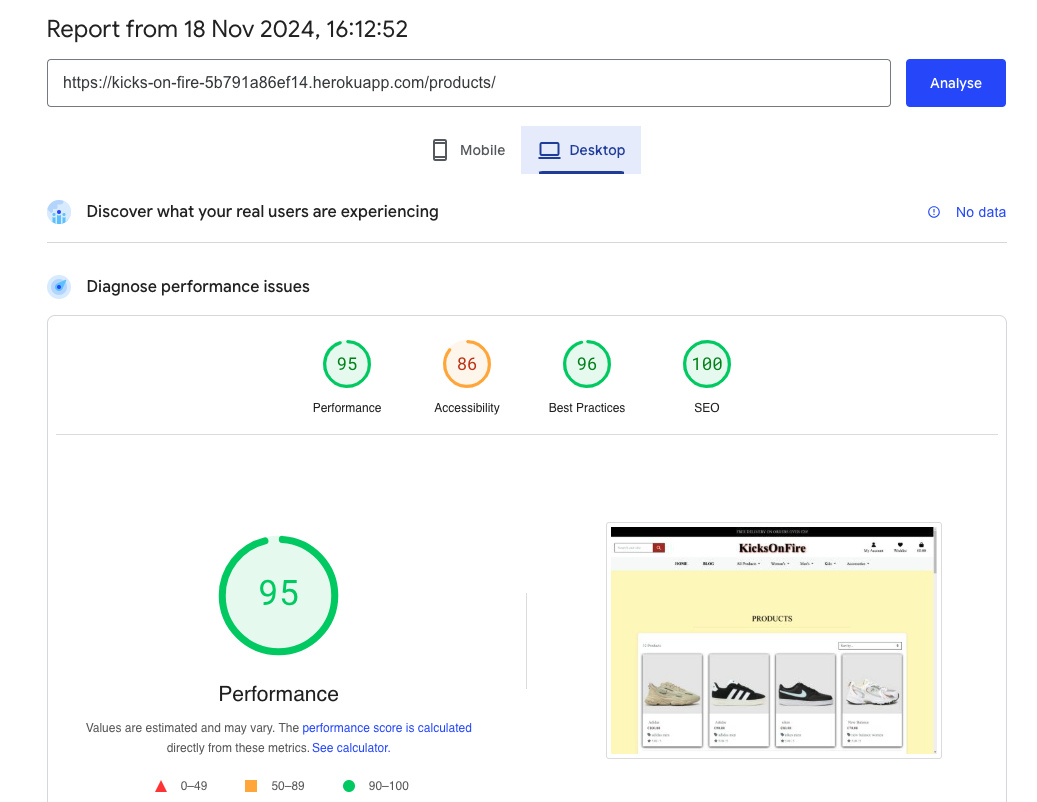 Report from 18 Nov 2024, 16:12:52
https://kicks-on-fire-5b791a86ef14.herokuapp.com/products/
Analyse
Mobile
Desktop
Discover what your real users are experiencing
No data
Diagnose performance issues
95
86
96
100
Performance
Accessibility
Best Practices
SEO
95
Performance
Values are estimated and may vary. The performance score is calculated
directly from these metrics. See calculator.
0–49
50–89
90–100
KicksOnFire
My Account
HOME
BLOG
All Products
Women's
Men's
Kids
Accessories
PRODUCTS